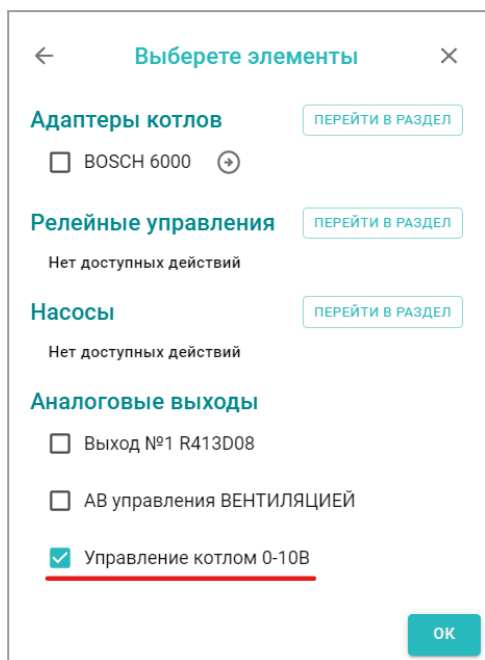 Выберете элементы
Адаптеры котлов ПЕРЕЙТИ В РАЗДЕЛ
BOSCH 6000
Релейные управления ПЕРЕЙТИ В РАЗДЕЛ
Нет доступных действий
Насосы ПЕРЕЙТИ В РАЗДЕЛ
Нет доступных действий
Аналоговые выходы
Выход №1 R413D08
АВ управления ВЕНТИЛЯЦИЕЙ
Управление котлом 0-10В
ОК